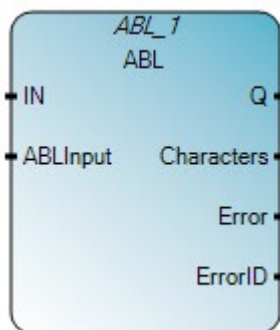 ABL_1
ABL
IN Q
ABLInput Characters
Error
ErrorID